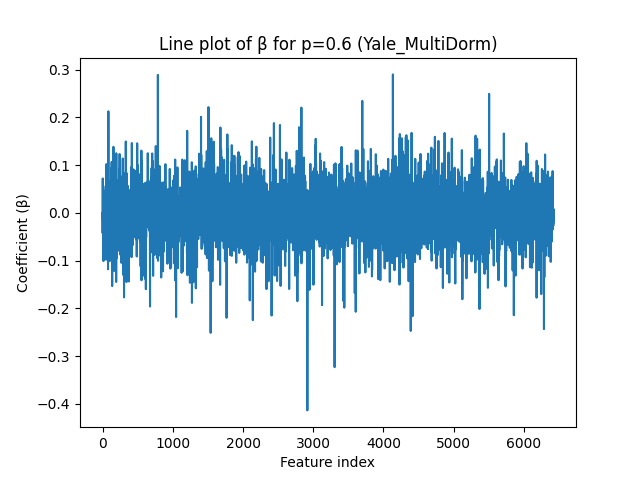 Line plot of β for p=0.6 (Yale_MultiDorm)
0.3
0.2
0.1
0.0
−0.1
−0.2
−0.3
−0.4
Coefficient (β)
0 1000 2000 3000 4000 5000 6000
Feature index